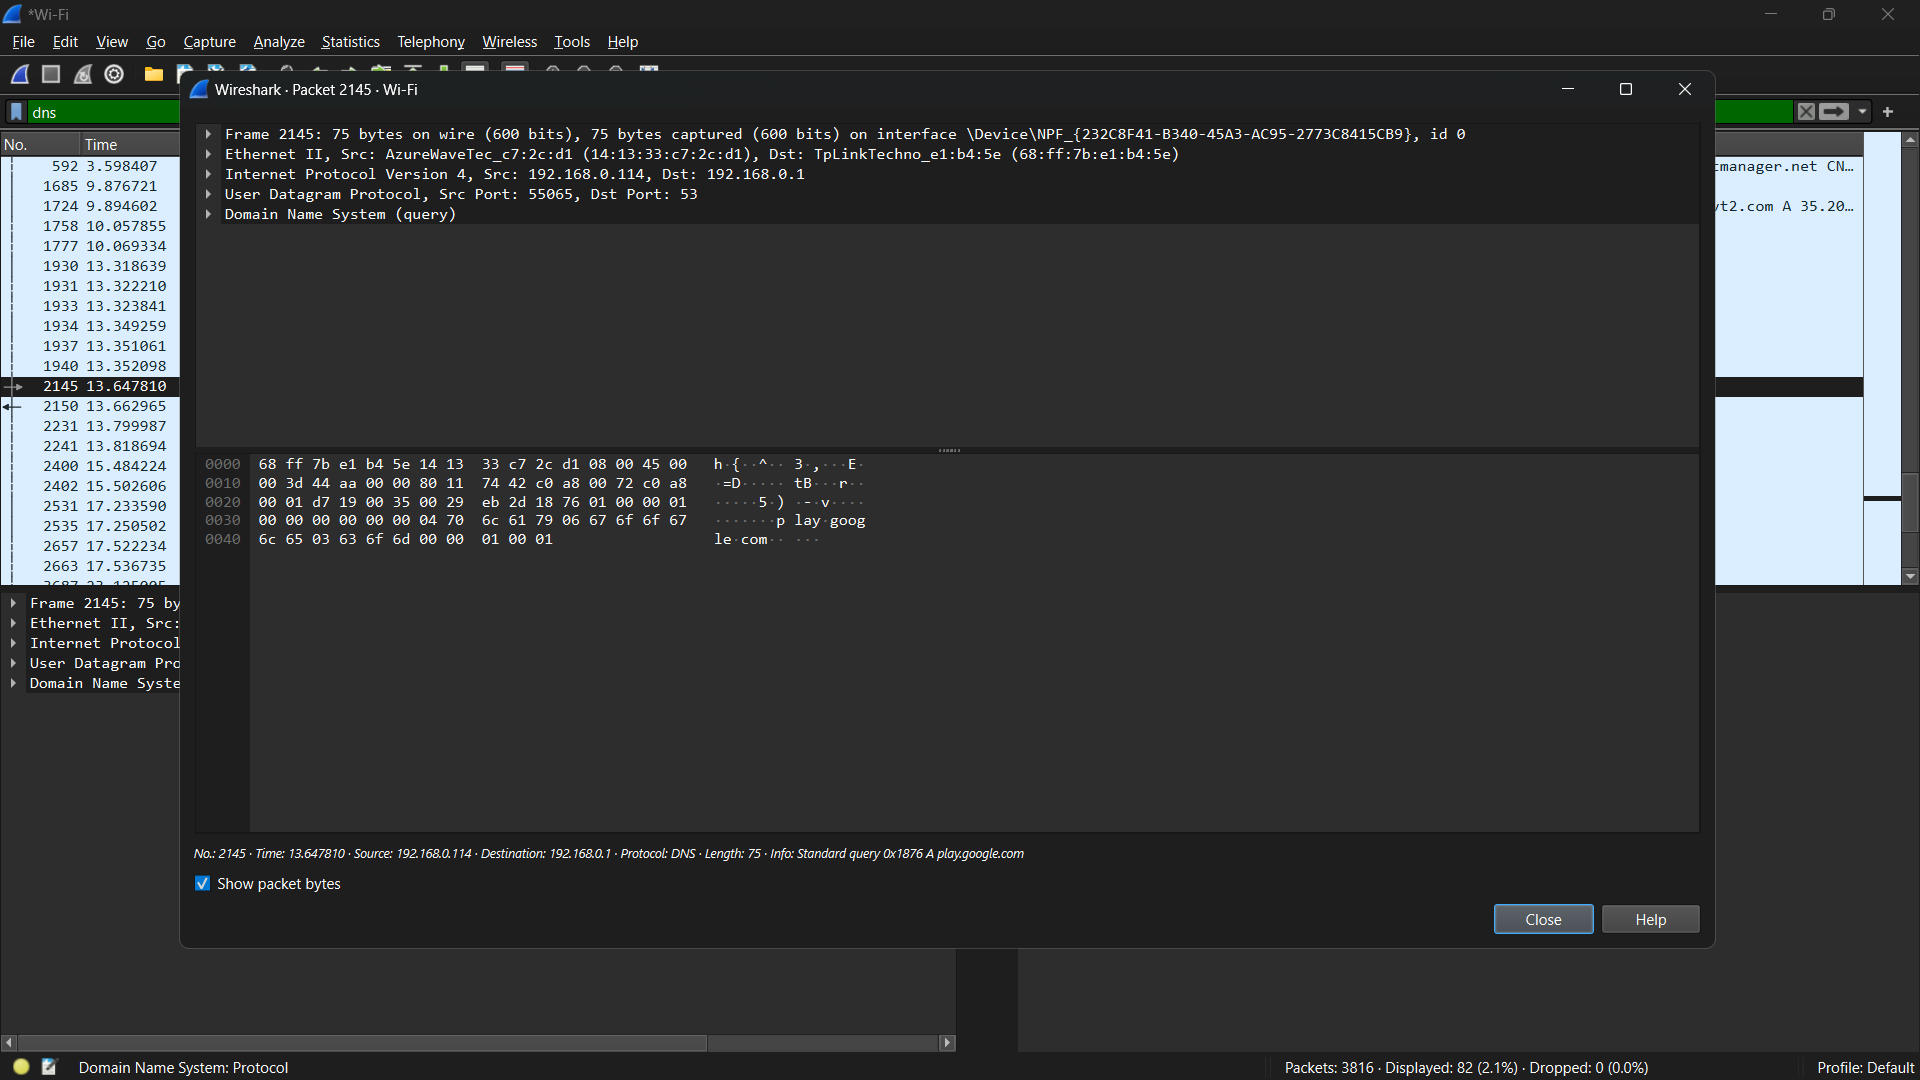 *Wi-Fi
File Edit View Go Capture Analyze Statistics Telephony Wireless Tools Help
dns
No. Time
592 3.598407
1685 9.876721
1724 9.894602
1758 10.057855
1777 10.069334
1930 13.318639
1931 13.322210
1933 13.323841
1934 13.349259
1937 13.351061
1940 13.352098
2145 13.647810
2150 13.662965
2231 13.799987
2241 13.818694
2400 15.484224
2402 15.502606
2531 17.233590
2535 17.250502
2657 17.522234
2663 17.536735
manager.net CN…
t2.com A 35.20…
Frame 2145: 75 by
Ethernet II, Src:
Internet Protocol
User Datagram Pro
Domain Name Syste
Wireshark · Packet 2145 · Wi-Fi
Frame 2145: 75 bytes on wire (600 bits), 75 bytes captured (600 bits) on interface \Device\NPF_{232C8F41-B340-45A3-AC95-2773C8415CB9}, id 0
Ethernet II, Src: AzureWaveTec_c7:2c:d1 (14:13:33:c7:2c:d1), Dst: TpLinkTechno_e1:b4:5e (68:ff:7b:e1:b4:5e)
Internet Protocol Version 4, Src: 192.168.0.114, Dst: 192.168.0.1
User Datagram Protocol, Src Port: 55065, Dst Port: 53
Domain Name System (query)
0000 68 ff 7b e1 b4 5e 14 13 33 c7 2c d1 08 00 45 00 h·{··^·· 3·,···E·
0010 00 3d 44 aa 00 00 80 11 74 42 c0 a8 00 72 c0 a8 ·=D····· tB···r··
0020 00 01 d7 19 00 35 00 29 eb 2d 18 76 01 00 00 01 ·····5·) ·-·v····
0030 00 00 00 00 00 00 04 70 6c 61 79 06 67 6f 6f 67 ·······p lay·goog
0040 6c 65 03 63 6f 6d 00 00 01 00 01 le·com·· ···
No.: 2145 · Time: 13.647810 · Source: 192.168.0.114 · Destination: 192.168.0.1 · Protocol: DNS · Length: 75 · Info: Standard query 0x1876 A play.google.com
Show packet bytes
Close Help
Domain Name System: Protocol
Packets: 3816 · Displayed: 82 (2.1%) · Dropped: 0 (0.0%)
Profile: Default